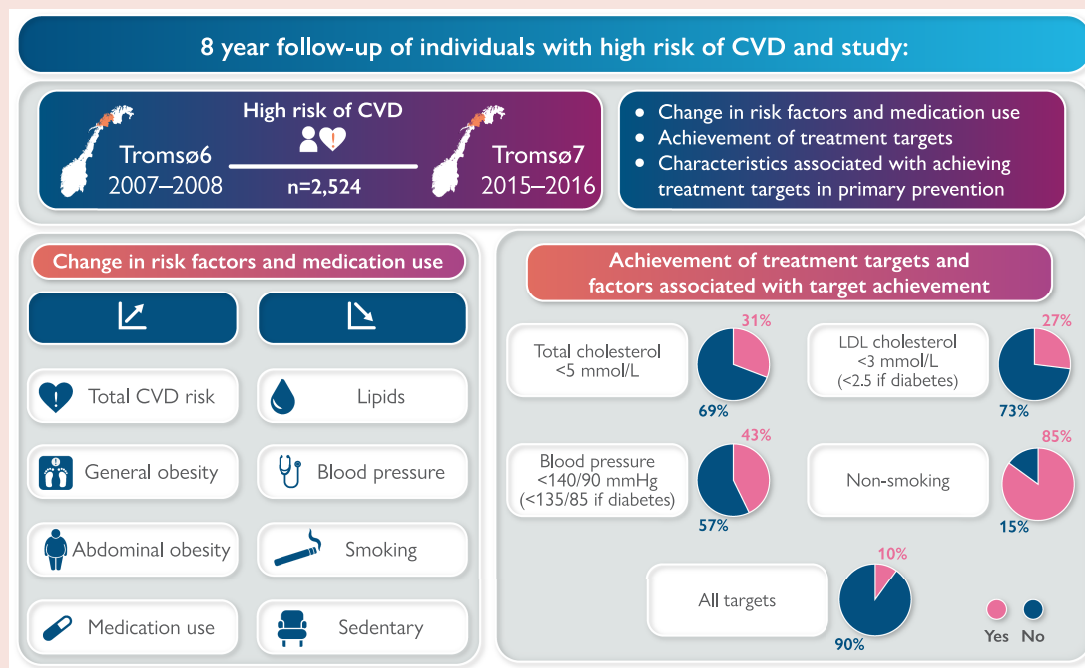 8 year follow-up of individuals with high risk of CVD and study:
High risk of CVD
Tromsø6
2007–2008
n=2,524
Tromsø7
2015–2016
• Change in risk factors and medication use
• Achievement of treatment targets
• Characteristics associated with achieving
treatment targets in primary prevention
Change in risk factors and medication use
Total CVD risk
Lipids
General obesity
Blood pressure
Abdominal obesity
Smoking
Medication use
Sedentary
Achievement of treatment targets and
factors associated with target achievement
Total cholesterol
<5 mmol/L
31%
69%
LDL cholesterol
<3 mmol/L
(<2.5 if diabetes)
27%
73%
Blood pressure
<140/90 mmHg
(<135/85 if diabetes)
43%
57%
Non-smoking
85%
15%
All targets
10%
90%
Yes No